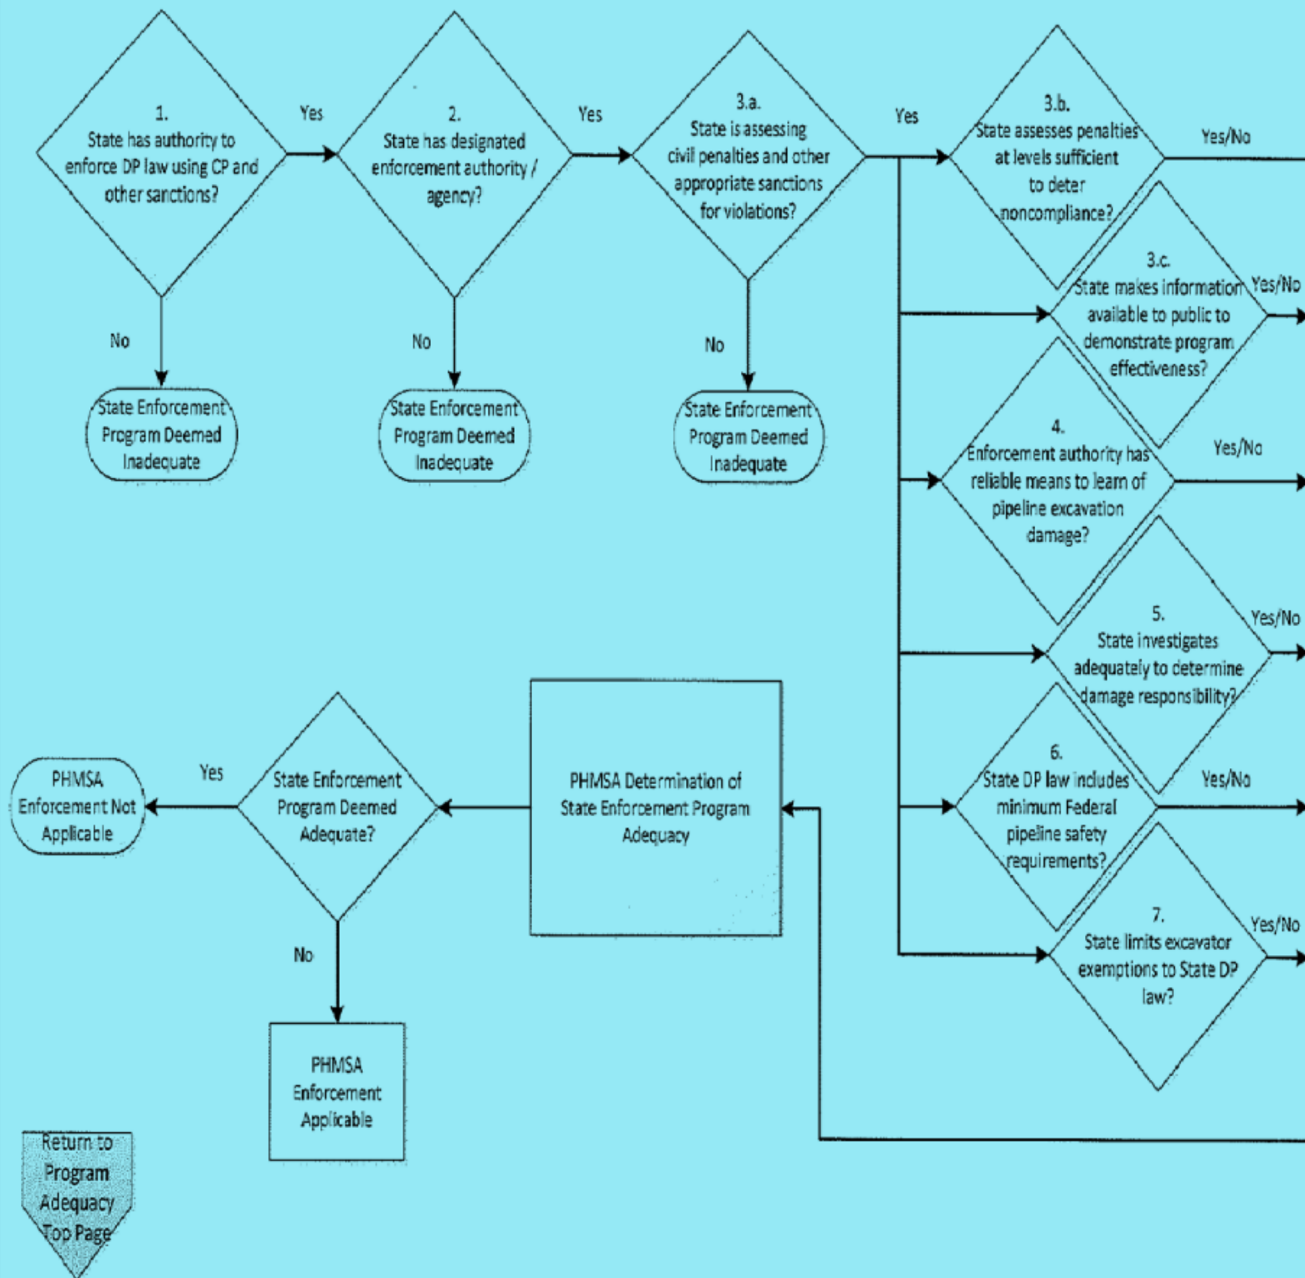 1.
State has authority to
enforce DP law using CP and
other sanctions?
Yes
No
State Enforcement
Program Deemed
Inadequate
2.
State has designated
enforcement authority /
agency?
Yes
No
State Enforcement
Program Deemed
Inadequate
3.a.
State is assessing
civil penalties and other
appropriate sanctions
for violations?
Yes
No
State Enforcement
Program Deemed
Inadequate
3.b.
State assesses penalties
at levels sufficient
to deter
noncompliance?
Yes/No
3.c.
State makes information
available to public to
demonstrate program
effectiveness?
Yes/No
4.
Enforcement authority has
reliable means to learn of
pipeline excavation
damage?
Yes/No
5.
State investigates
adequately to determine
damage responsibility?
Yes/No
6.
State DP law includes
minimum Federal
pipeline safety
requirements?
Yes/No
7.
State limits excavator
exemptions to State DP
law?
Yes/No
PHMSA Determination of
State Enforcement Program
Adequacy
State Enforcement
Program Deemed
Adequate?
Yes
PHMSA
Enforcement Not
Applicable
No
PHMSA
Enforcement
Applicable
Return to
Program
Adequacy
Top Page